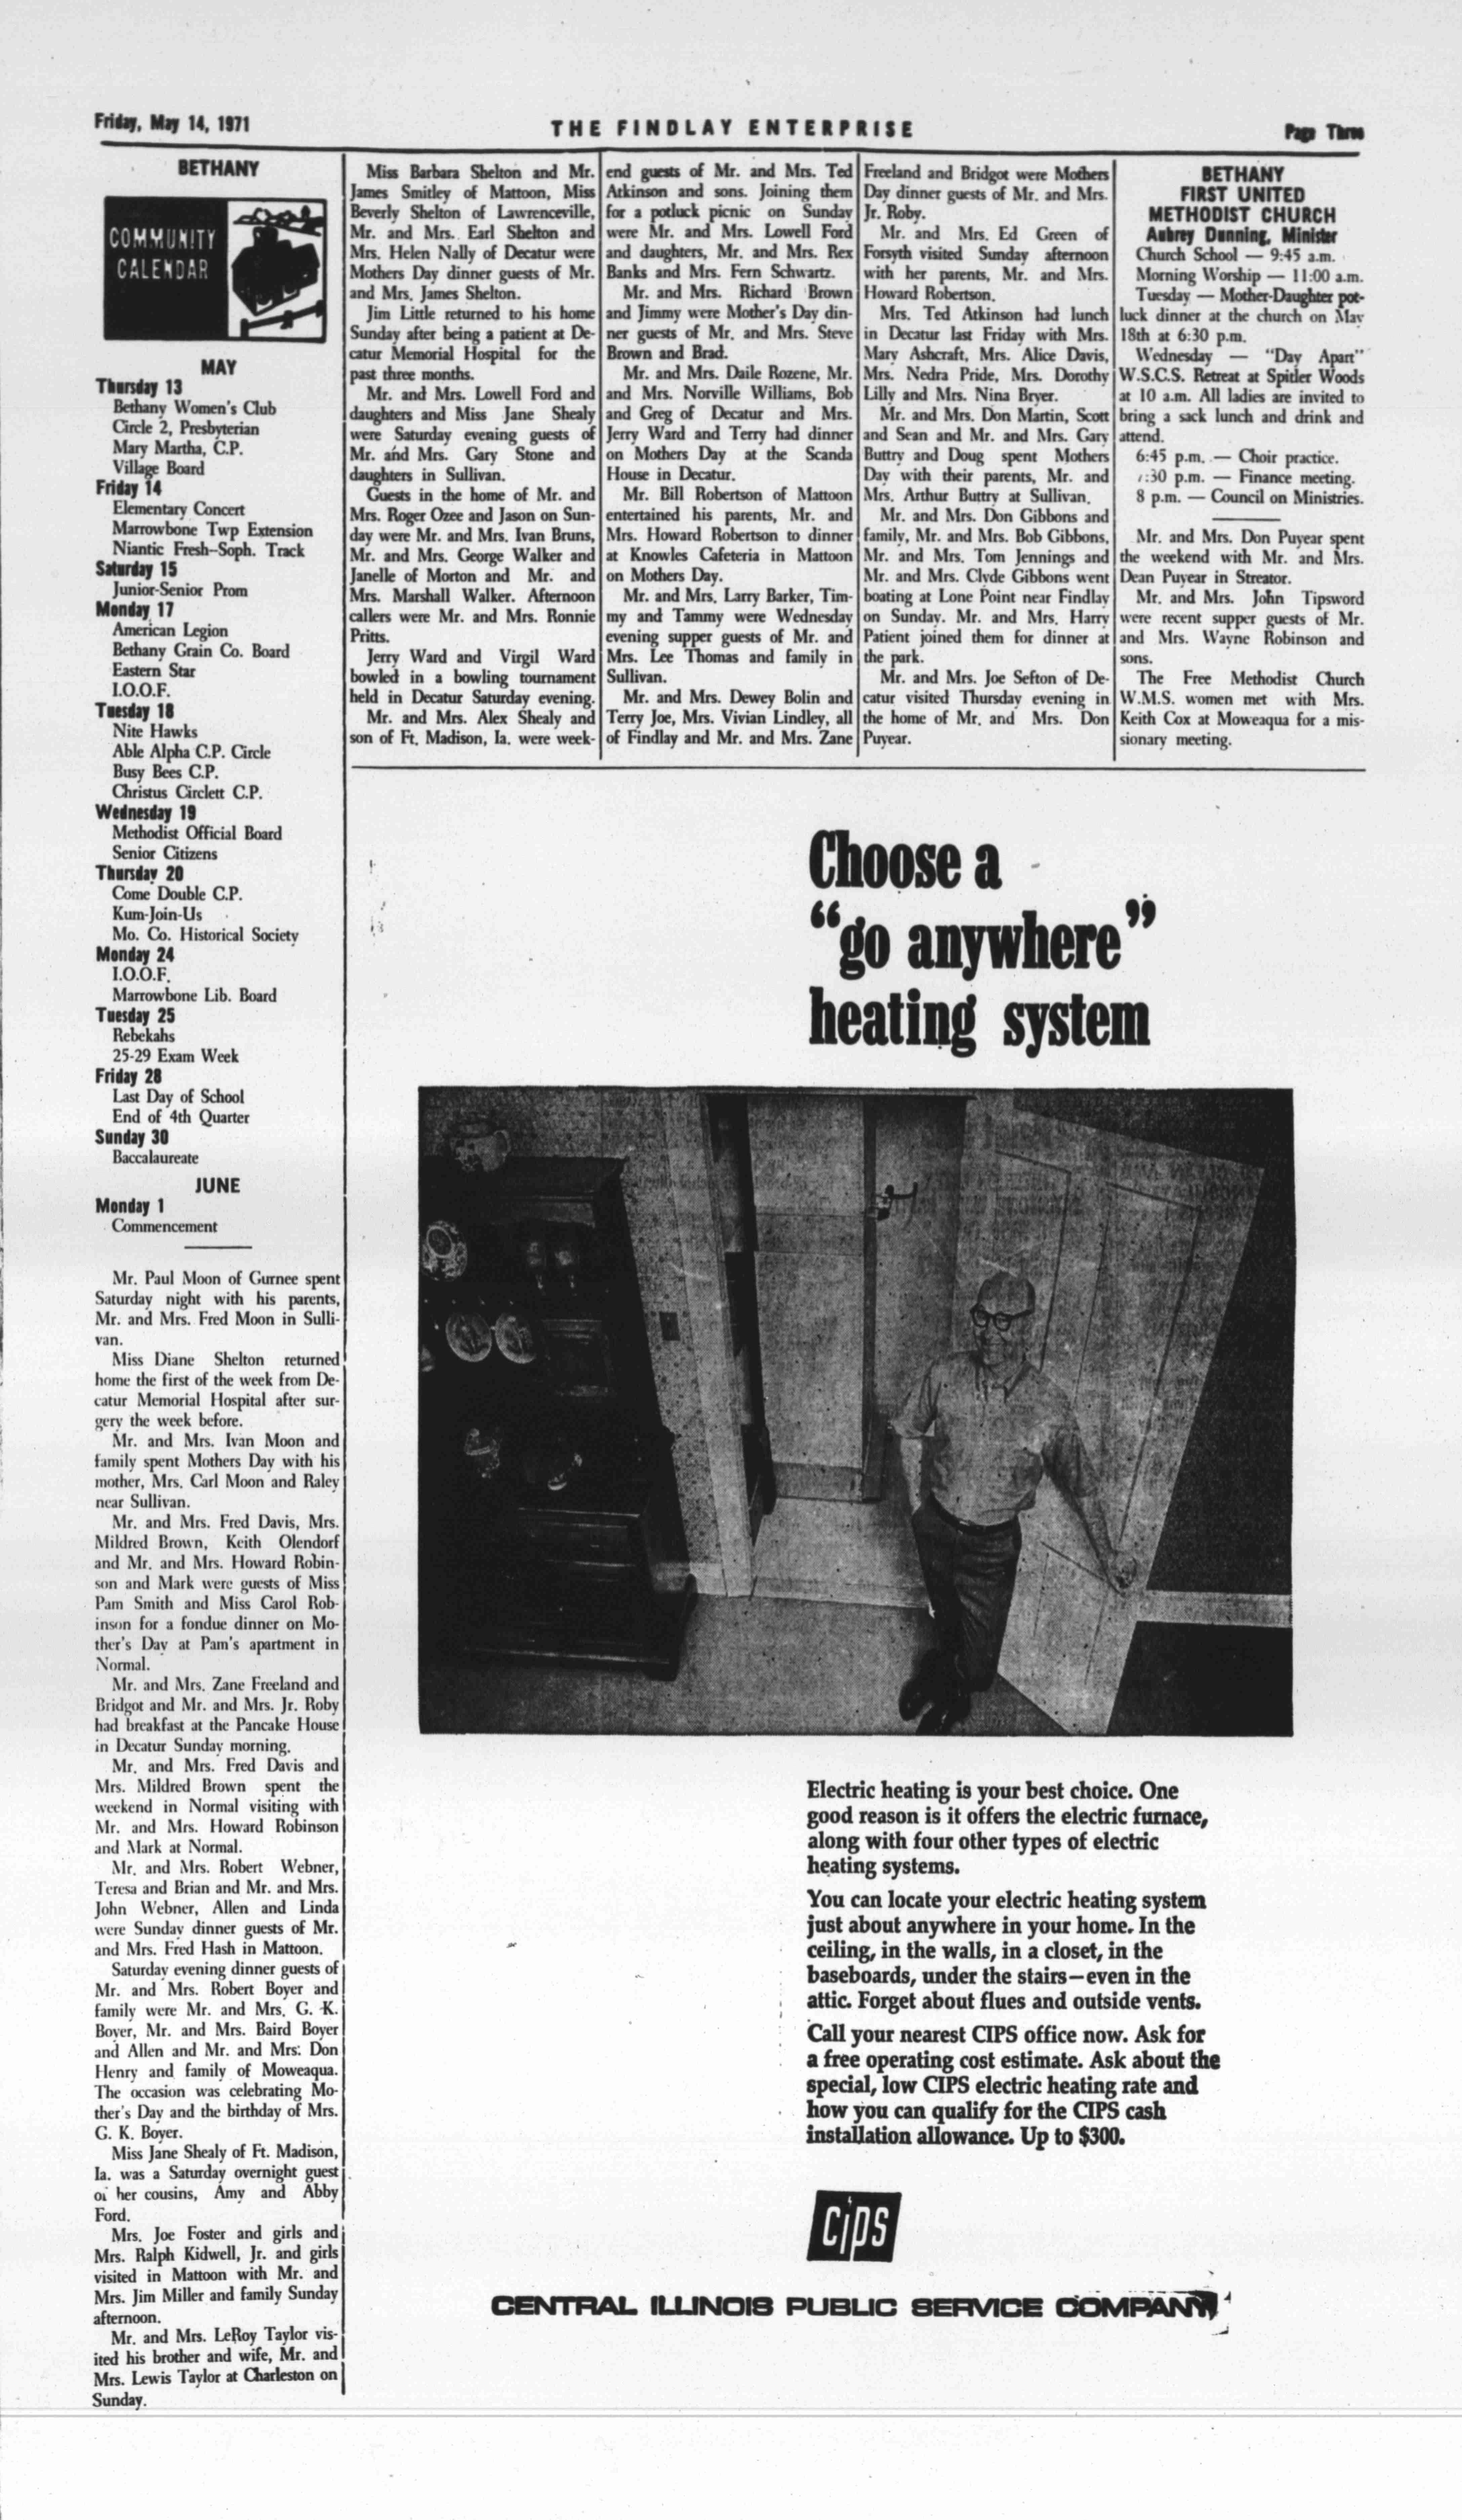 Friday, May 14, 1971
THE FINDLAY ENTERPRISE
Page Three
BETHANY
COMMUNITY
CALENDAR
MAY
Thursday 13
Bethany Women's Club
Circle 2, Presbyterian
Mary Martha, C.P.
Village Board
Friday 14
Elementary Concert
Marrowbone Twp Extension
Niantic Fresh-Soph. Track
Saturday 15
Junior-Senior Prom
Monday 17
American Legion
Bethany Grain Co. Board
Eastern Star
I.O.O.F.
Tuesday 18
Nite Hawks
Able Alpha C.P. Circle
Busy Bees C.P.
Christus Circlett C.P.
Wednesday 19
Methodist Official Board
Senior Citizens
Thursday 20
Come Double C.P.
Kum-Join-Us
Mo. Co. Historical Society
Monday 24
I.O.O.F.
Marrowbone Lib. Board
Tuesday 25
Rebekahs
25-29 Exam Week
Friday 28
Last Day of School
End of 4th Quarter
Sunday 30
Baccalaureate
JUNE
Monday 1
Commencement
Mr. Paul Moon of Gurnee spent
Saturday night with his parents,
Mr. and Mrs. Fred Moon in Sulli-
van.
Miss Diane Shelton returned
home the first of the week from De-
catur Memorial Hospital after sur-
gery the week before.
Mr. and Mrs. Ivan Moon and
family spent Mothers Day with his
mother, Mrs. Carl Moon and Raley
near Sullivan.
Mr. and Mrs. Fred Davis, Mrs.
Mildred Brown, Keith Olendorf
and Mr. and Mrs. Howard Robin-
son and Mark were guests of Miss
Pam Smith and Miss Carol Rob-
inson for a fondue dinner on Mo-
ther's Day at Pam's apartment in
Normal.
Mr. and Mrs. Zane Freeland and
Bridgot and Mr. and Mrs. Jr. Roby
had breakfast at the Pancake House
in Decatur Sunday morning.
Mr. and Mrs. Fred Davis and
Mrs. Mildred Brown spent the
weekend in Normal visiting with
Mr. and Mrs. Howard Robinson
and Mark at Normal.
Mr. and Mrs. Robert Webner,
Teresa and Brian and Mr. and Mrs.
John Webner, Allen and Linda
were Sunday dinner guests of Mr.
and Mrs. Fred Hash in Mattoon.
Saturday evening dinner guests of
Mr. and Mrs. Robert Boyer and
family were Mr. and Mrs. G. K.
Boyer, Mr. and Mrs. Baird Boyer
and Allen and Mr. and Mrs. Don
Henry and family of Moweaqua.
The occasion was celebrating Mo-
ther's Day and the birthday of Mrs.
G. K. Boyer.
Miss Jane Shealy of Ft. Madison,
Ia. was a Saturday overnight guest
of her cousins, Amy and Abby
Ford.
Mrs. Joe Foster and girls and
Mrs. Ralph Kidwell, Jr. and girls
visited in Mattoon with Mr. and
Mrs. Jim Miller and family Sunday
afternoon.
Mr. and Mrs. LeRoy Taylor vis-
ited his brother and wife, Mr. and
Mrs. Lewis Taylor at Charleston on
Sunday.
Miss Barbara Shelton and Mr.
James Smitley of Mattoon, Miss
Beverly Shelton of Lawrenceville,
Mr. and Mrs. Earl Shelton and
Mrs. Helen Nally of Decatur were
Mothers Day dinner guests of Mr.
and Mrs. James Shelton.
Jim Little returned to his home
Sunday after being a patient at De-
catur Memorial Hospital for the
past three months.
Mr. and Mrs. Lowell Ford and
daughters and Miss Jane Shealy
were Saturday evening guests of
Mr. and Mrs. Gary Stone and
daughters in Sullivan.
Guests in the home of Mr. and
Mrs. Roger Ozee and Jason on Sun-
day were Mr. and Mrs. Ivan Bruns,
Mr. and Mrs. George Walker and
Janelle of Morton and Mr. and
Mrs. Marshall Walker. Afternoon
callers were Mr. and Mrs. Ronnie
Pritts.
Jerry Ward and Virgil Ward
bowled in a bowling tournament
held in Decatur Saturday evening.
Mr. and Mrs. Alex Shealy and
son of Ft. Madison, Ia. were week-
end guests of Mr. and Mrs. Ted
Atkinson and sons. Joining them
for a potluck picnic on Sunday
were Mr. and Mrs. Lowell Ford
and daughters, Mr. and Mrs. Rex
Banks and Mrs. Fern Schwartz.
Mr. and Mrs. Richard Brown
and Jimmy were Mother's Day din-
ner guests of Mr. and Mrs. Steve
Brown and Brad.
Mr. and Mrs. Daile Rozene, Mr.
and Mrs. Norville Williams, Bob
and Greg of Decatur and Mrs.
Jerry Ward and Terry had dinner
on Mothers Day at the Scanda
House in Decatur.
Mr. Bill Robertson of Mattoon
entertained his parents, Mr. and
Mrs. Howard Robertson to dinner
at Knowles Cafeteria in Mattoon
on Mothers Day.
Mr. and Mrs. Larry Barker, Tim-
my and Tammy were Wednesday
evening supper guests of Mr. and
Mrs. Lee Thomas and family in
Sullivan.
Mr. and Mrs. Dewey Bolin and
Terry Joe, Mrs. Vivian Lindley, all
of Findlay and Mr. and Mrs. Zane
Freeland and Bridgot were Mothers
Day dinner guests of Mr. and Mrs.
Jr. Roby.
Mr. and Mrs. Ed Green of
Forsyth visited Sunday afternoon
with her parents, Mr. and Mrs.
Howard Robertson.
Mrs. Ted Atkinson had lunch
in Decatur last Friday with Mrs.
Mary Ashcraft, Mrs. Alice Davis,
Mrs. Nedra Pride, Mrs. Dorothy
Lilly and Mrs. Nina Bryer.
Mr. and Mrs. Don Martin, Scott
and Sean and Mr. and Mrs. Gary
Buttry and Doug spent Mothers
Day with their parents, Mr. and
Mrs. Arthur Buttry at Sullivan.
Mr. and Mrs. Don Gibbons and
family, Mr. and Mrs. Bob Gibbons,
Mr. and Mrs. Tom Jennings and
Mr. and Mrs. Clyde Gibbons went
boating at Lone Point near Findlay
on Sunday. Mr. and Mrs. Harry
Patient joined them for dinner at
the park.
Mr. and Mrs. Joe Sefton of De-
catur visited Thursday evening in
the home of Mr. and Mrs. Don
Puyear.
BETHANY
FIRST UNITED
METHODIST CHURCH
Aubrey Dunning, Minister
Church School — 9:45 a.m.
Morning Worship — 11:00 a.m.
Tuesday — Mother-Daughter pot-
luck dinner at the church on May
18th at 6:30 p.m.
Wednesday — "Day Apart"
W.S.C.S. Retreat at Spitler Woods
at 10 a.m. All ladies are invited to
bring a sack lunch and drink and
attend.
6:45 p.m. — Choir practice.
7:30 p.m. — Finance meeting.
8 p.m. — Council on Ministries.
Mr. and Mrs. Don Puyear spent
the weekend with Mr. and Mrs.
Dean Puyear in Streator.
Mr. and Mrs. John Tipsword
were recent supper guests of Mr.
and Mrs. Wayne Robinson and
sons.
The Free Methodist Church
W.M.S. women met with Mrs.
Keith Cox at Moweaqua for a mis-
sionary meeting.
Choose a
"go anywhere"
heating system
Electric heating is your best choice. One
good reason is it offers the electric furnace,
along with four other types of electric
heating systems.
You can locate your electric heating system
just about anywhere in your home. In the
ceiling, in the walls, in a closet, in the
baseboards, under the stairs—even in the
attic. Forget about flues and outside vents.
Call your nearest CIPS office now. Ask for
a free operating cost estimate. Ask about the
special, low CIPS electric heating rate and
how you can qualify for the CIPS cash
installation allowance. Up to $300.
CIPS
CENTRAL ILLINOIS PUBLIC SERVICE COMPANY